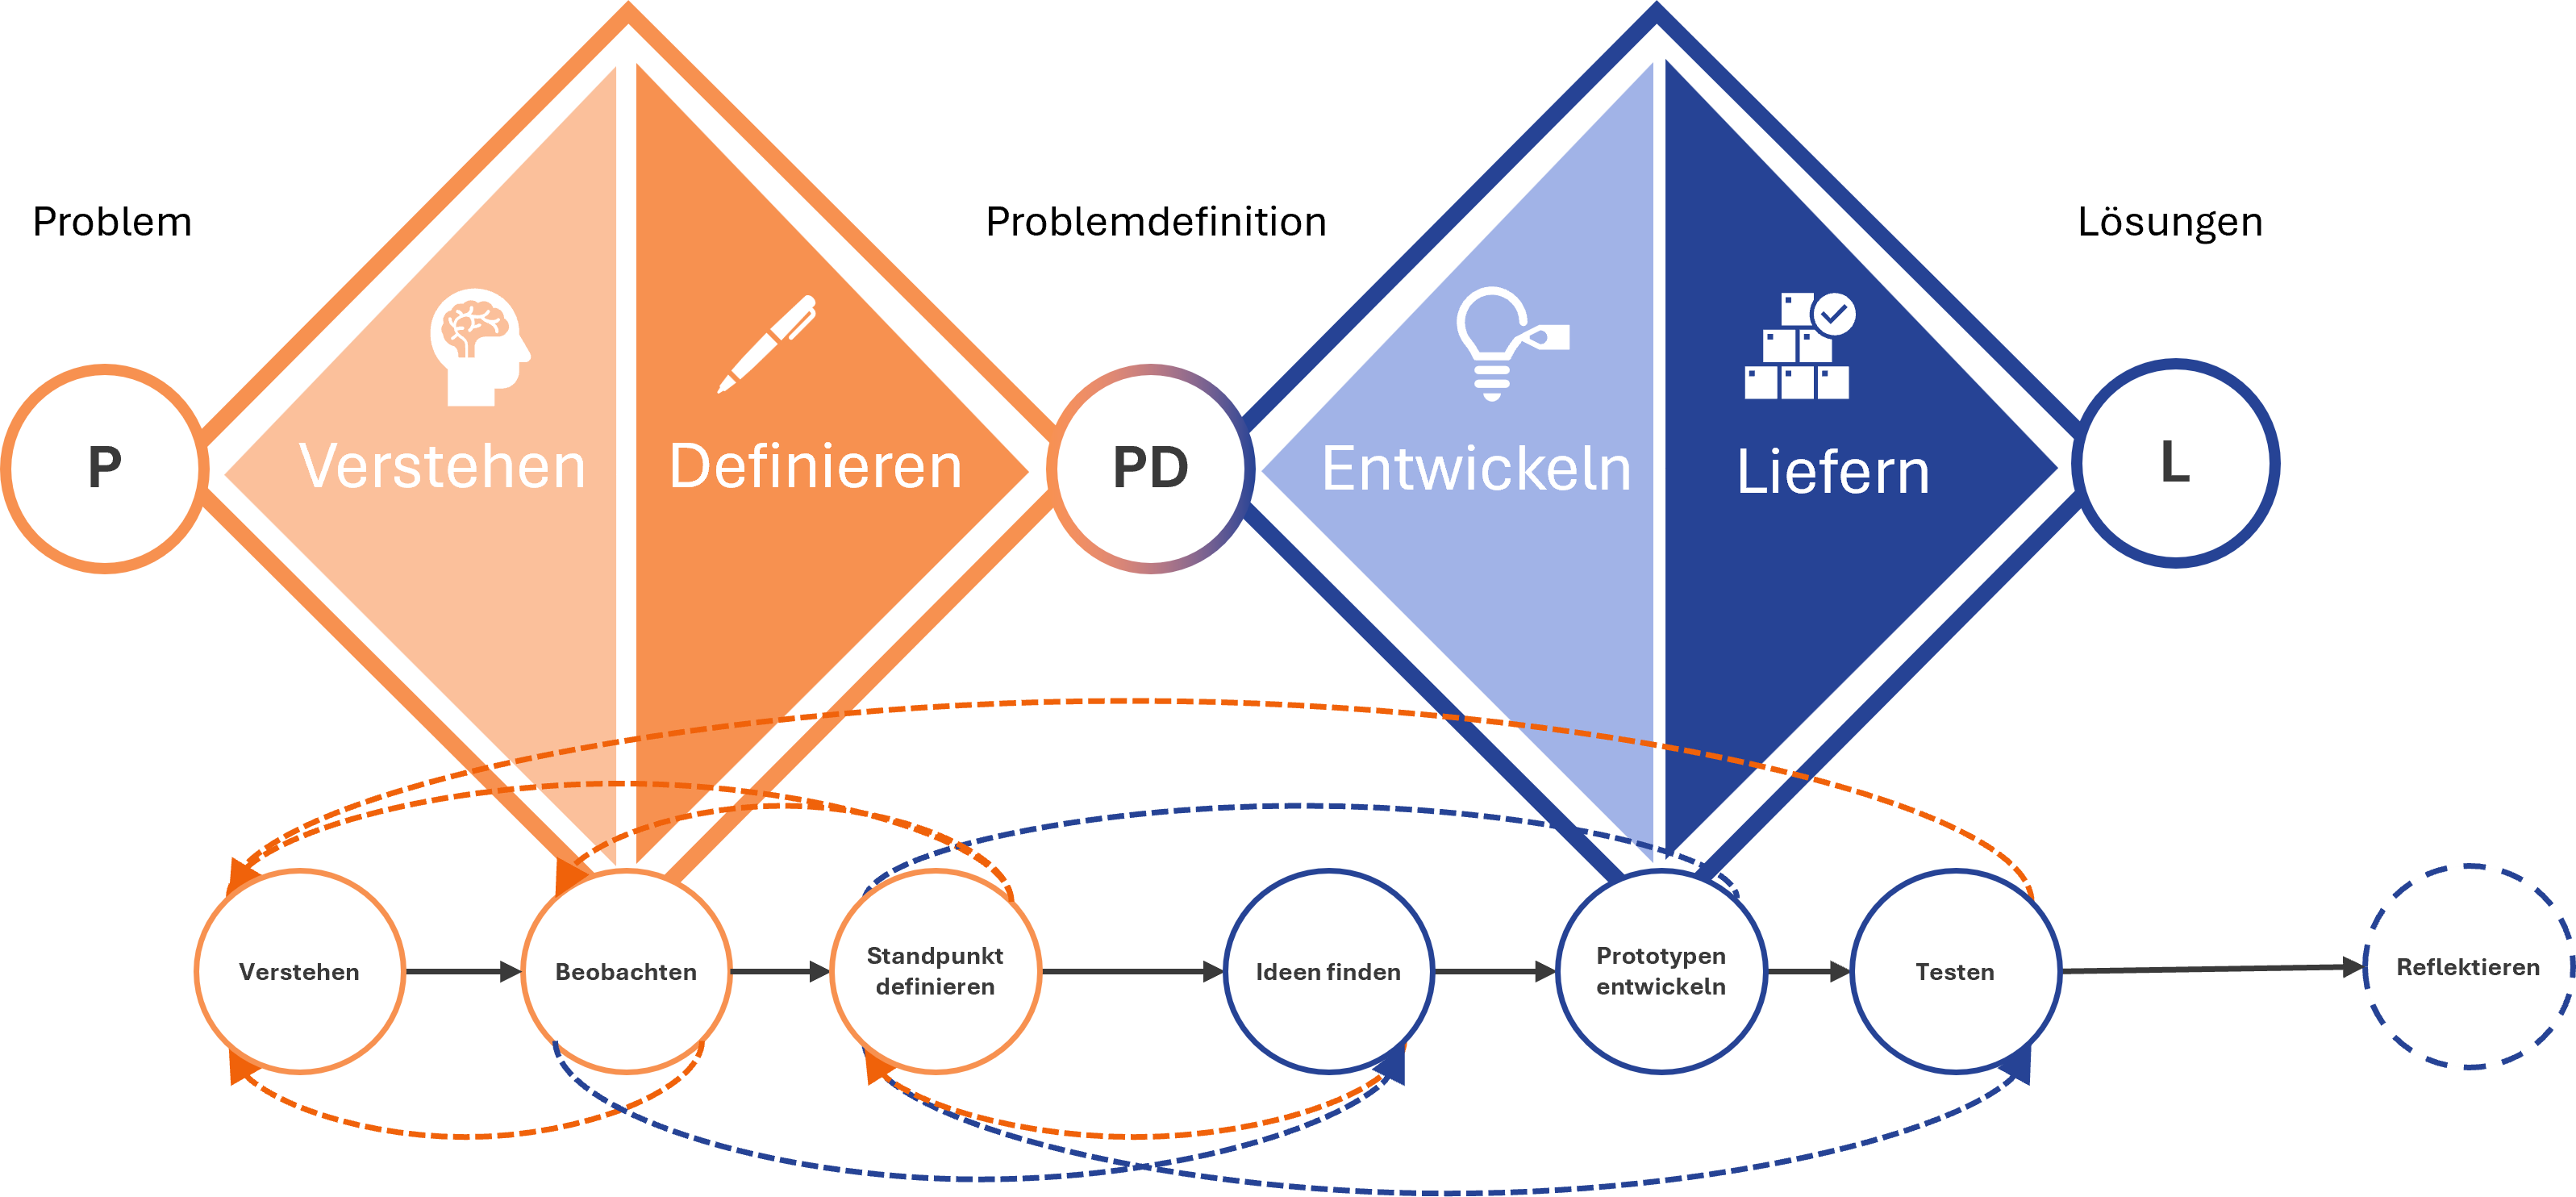 Problem
Problemdefinition
Lösungen
P
Verstehen
Definieren
PD
Entwickeln
Liefern
L
Verstehen
Beobachten
Standpunkt
definieren
Ideen finden
Prototypen
entwickeln
Testen
Reflektieren